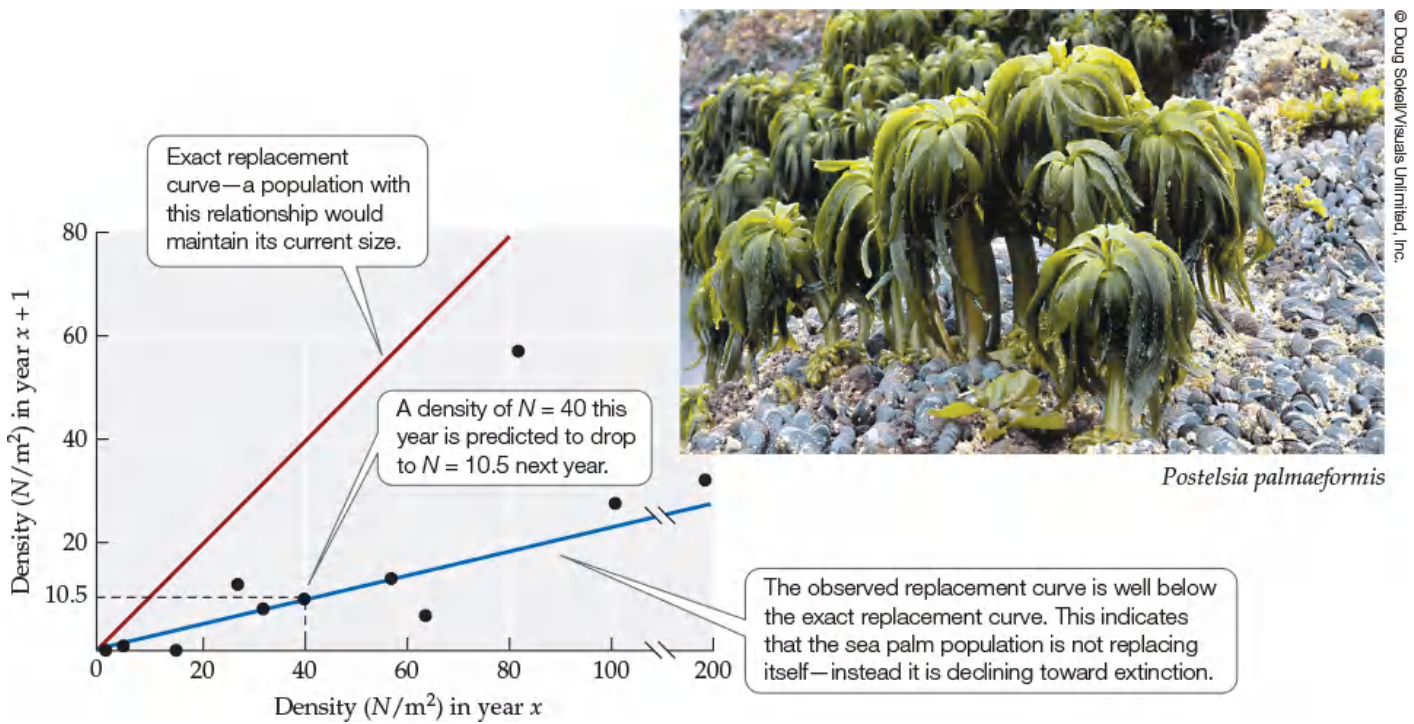 © Doug Sokell/Visuals Unlimited, Inc.
Exact replacement
curve—a population with
this relationship would
maintain its current size.
80
60
40
20
10.5
Density (N/m²) in year x + 1
A density of N = 40 this
year is predicted to drop
to N = 10.5 next year.
Postelsia palmaeformis
The observed replacement curve is well below
the exact replacement curve. This indicates
that the sea palm population is not replacing
itself—instead it is declining toward extinction.
0 20 40 60 80 100 200
Density (N/m²) in year x